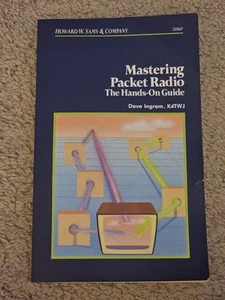 HOWARD W. SAMS & COMPANY
22567
Mastering
Packet Radio
The Hands-On Guide
Dave Ingram, K4TWJ